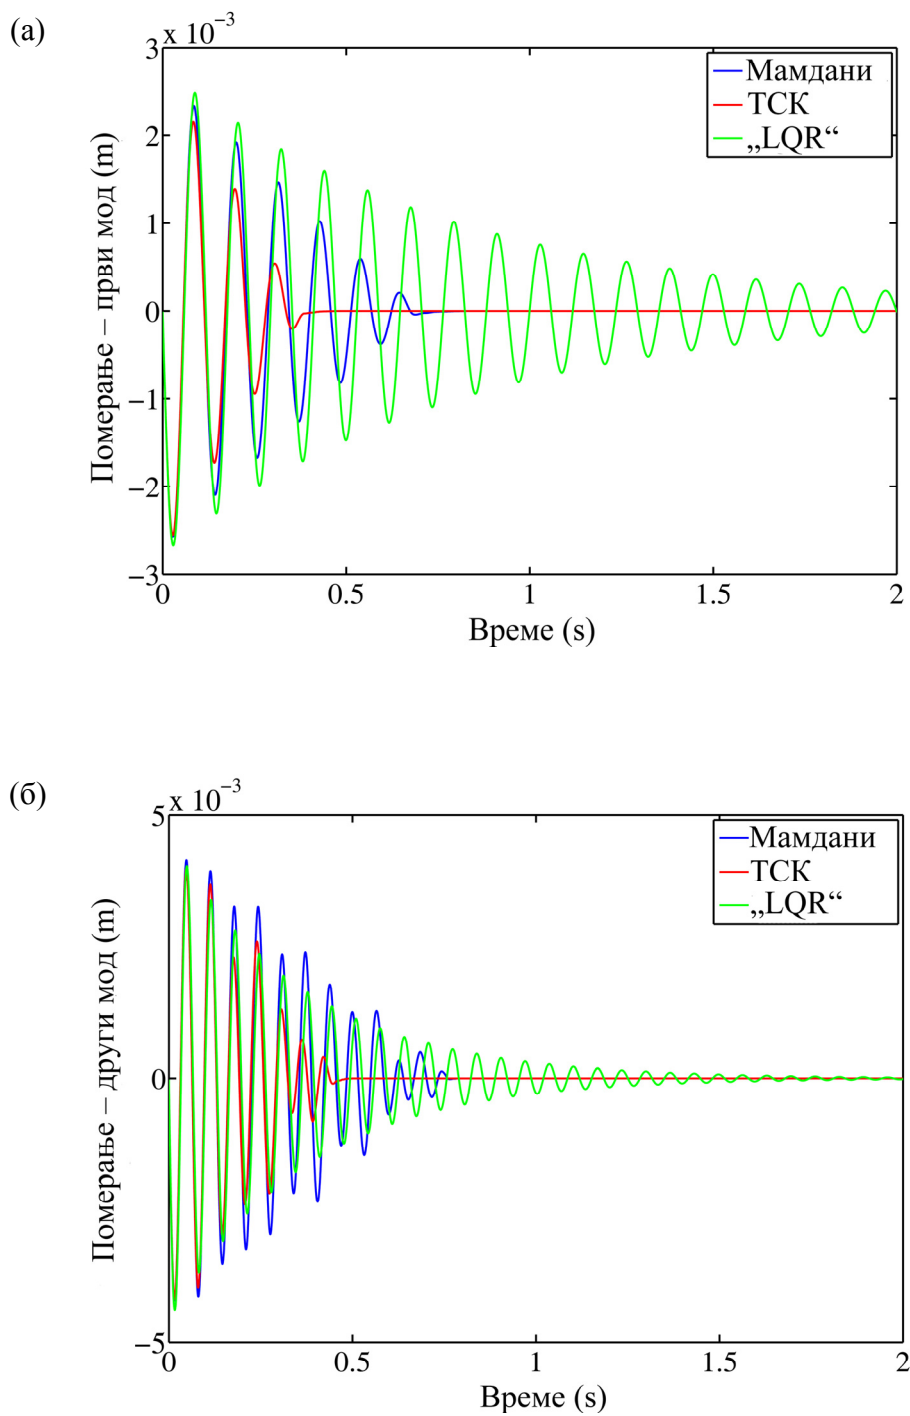 (а)
x 10⁻³
Померање – први мод (m)
3
2
1
0
−1
−2
−3
Мамдани
ТСК
„LQR“
0 0.5 1 1.5 2
Време (s)
(б)
x 10⁻³
Померање – други мод (m)
5
0
−5
Мамдани
ТСК
„LQR“
0 0.5 1 1.5 2
Време (s)